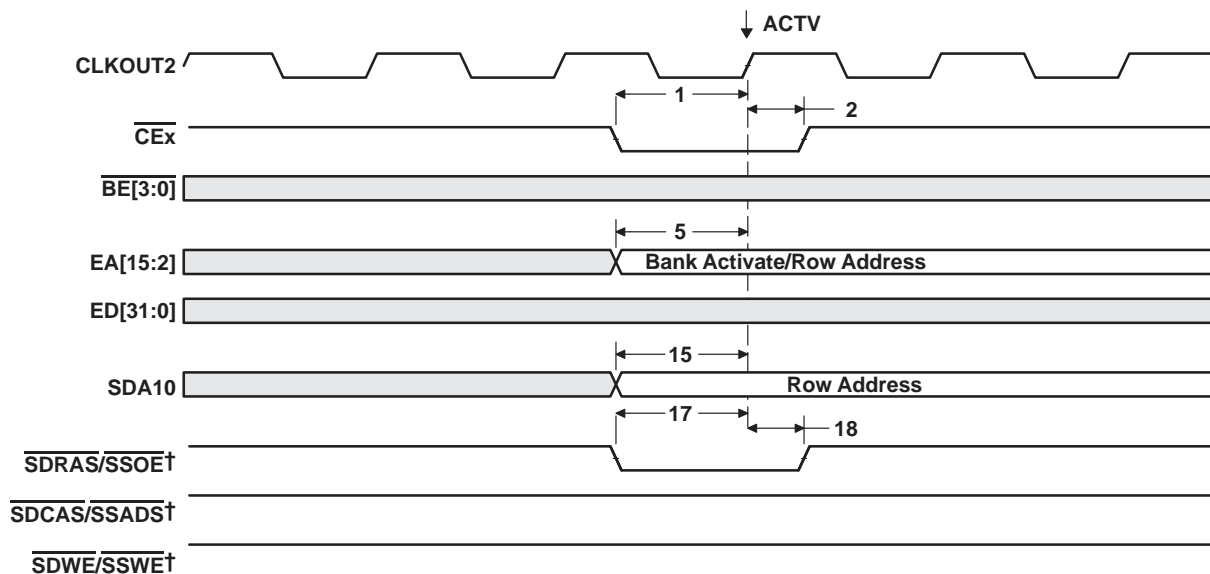 ACTV
CLKOUT2
1
2
CEx
BE[3:0]
5
EA[15:2]
Bank Activate/Row Address
ED[31:0]
15
SDA10
Row Address
17
18
SDRAS/SSOE†
SDCAS/SSADS†
SDWE/SSWE†